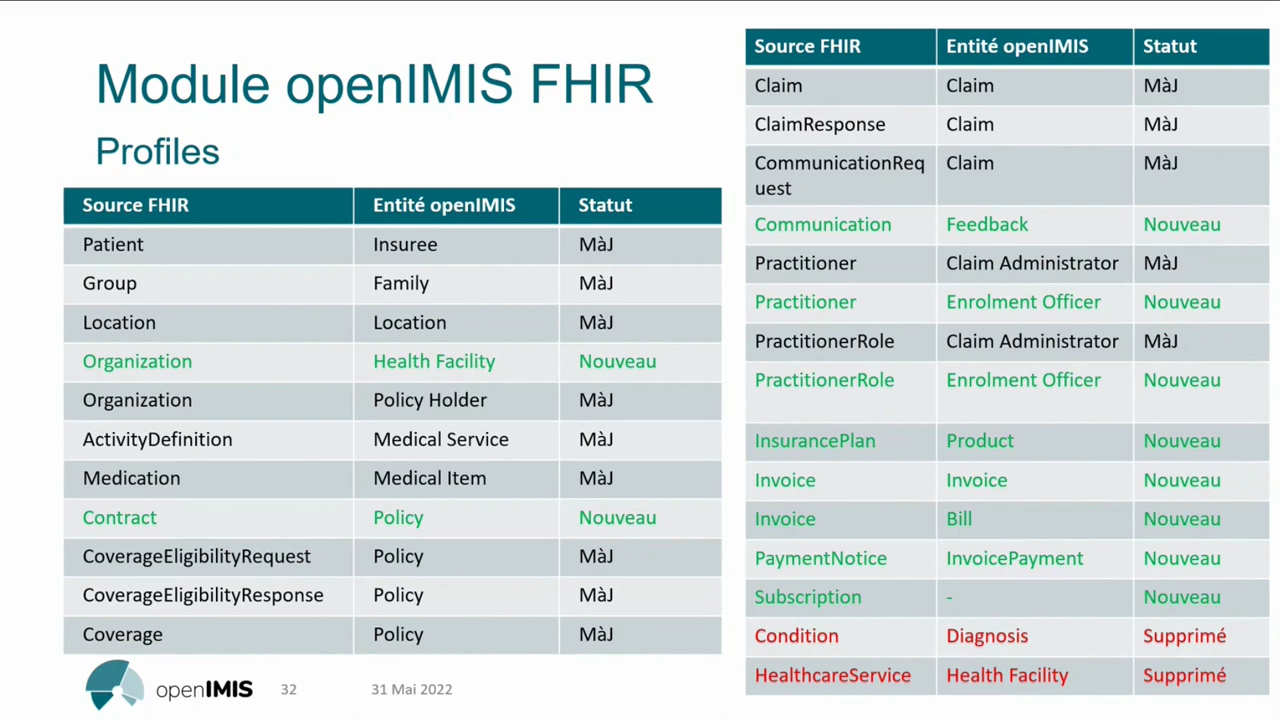 Module openIMIS FHIR
Profiles
Source FHIR Entité openIMIS Statut
Patient Insuree MàJ
Group Family MàJ
Location Location MàJ
Organization Health Facility Nouveau
Organization Policy Holder MàJ
ActivityDefinition Medical Service MàJ
Medication Medical Item MàJ
Contract Policy Nouveau
CoverageEligibilityRequest Policy MàJ
CoverageEligibilityResponse Policy MàJ
Coverage Policy MàJ
Source FHIR Entité openIMIS Statut
Claim Claim MàJ
ClaimResponse Claim MàJ
CommunicationReq Claim MàJ
uest
Communication Feedback Nouveau
Practitioner Claim Administrator MàJ
Practitioner Enrolment Officer Nouveau
PractitionerRole Claim Administrator MàJ
PractitionerRole Enrolment Officer Nouveau
InsurancePlan Product Nouveau
Invoice Invoice Nouveau
Invoice Bill Nouveau
PaymentNotice InvoicePayment Nouveau
Subscription - Nouveau
Condition Diagnosis Supprimé
HealthcareService Health Facility Supprimé
openIMIS 32 31 Mai 2022